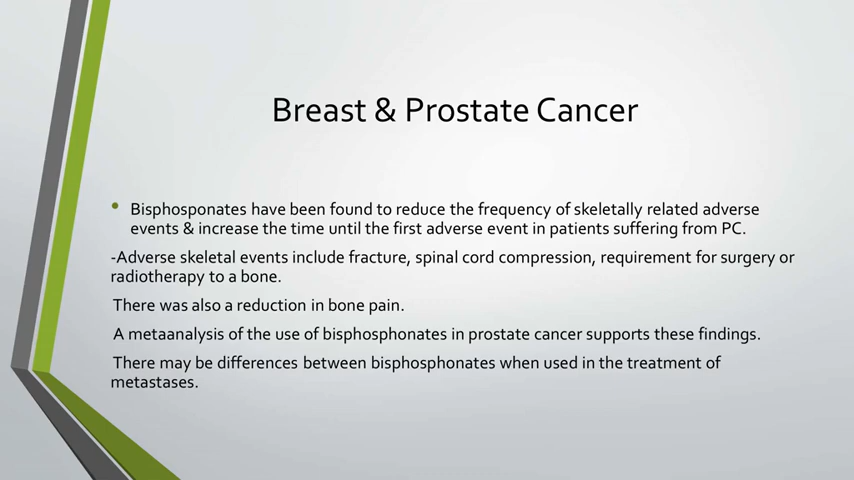 Breast & Prostate Cancer
• Bisphosponates have been found to reduce the frequency of skeletally related adverse
events & increase the time until the first adverse event in patients suffering from PC.
-Adverse skeletal events include fracture, spinal cord compression, requirement for surgery or
radiotherapy to a bone.
There was also a reduction in bone pain.
A metaanalysis of the use of bisphosphonates in prostate cancer supports these findings.
There may be differences between bisphosphonates when used in the treatment of
metastases.